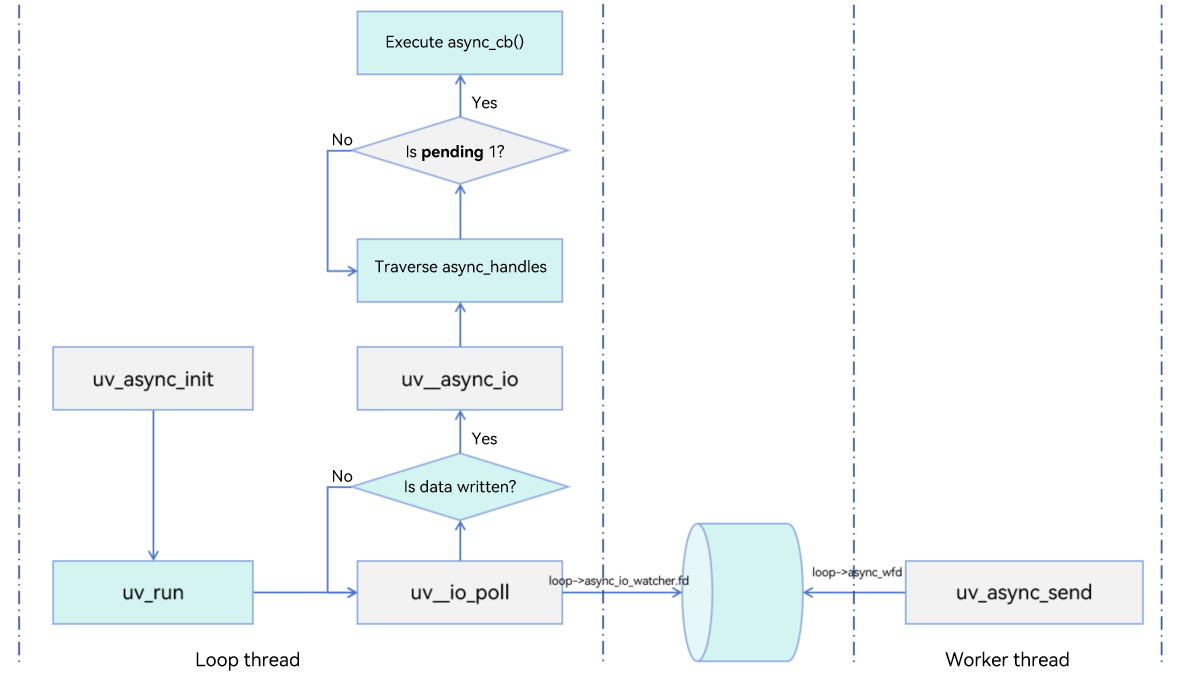 Execute async_cb()
Yes
No
Is pending 1?
Traverse async_handles
uv_async_init
uv__async_io
Yes
No
Is data written?
uv_run
uv__io_poll
loop->async_io_watcher.fd
loop->async_wfd
uv_async_send
Loop thread
Worker thread